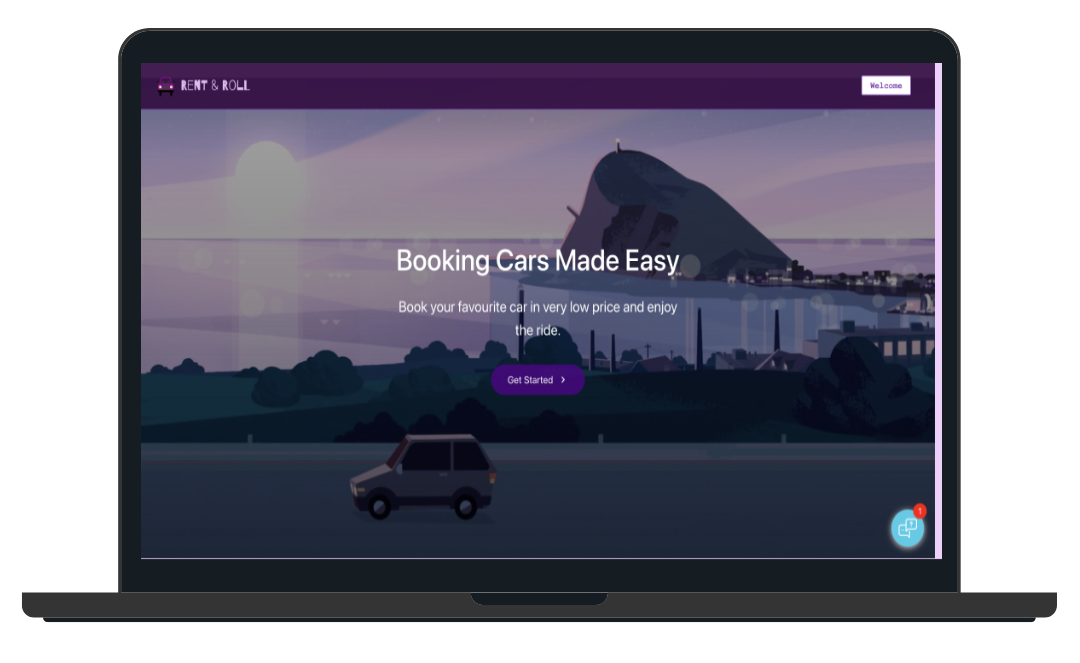 RENT & ROLL
Welcome
Booking Cars Made Easy
Book your favourite car in very low price and enjoy
the ride.
Get Started
1